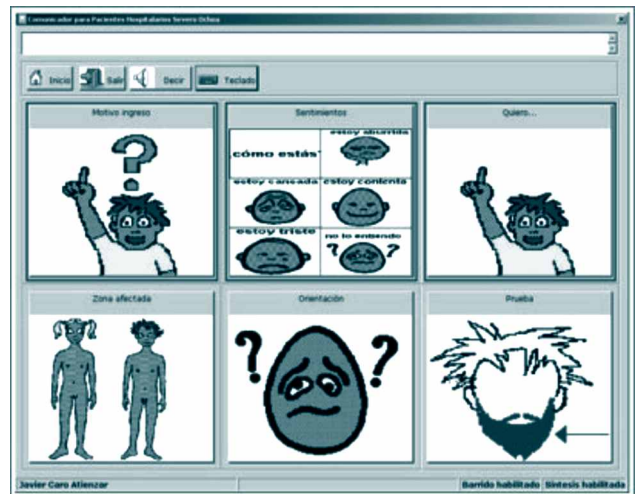 Comunicador para Pacientes Hospitalarios Severo Ochoa
Inicio Salir Decir Teclado
Motivo ingreso Sentimientos Quiero...
cómo estás estoy aburrida
estoy cansada estoy contenta
estoy triste no lo entiendo
Zona afectada Orientación Prueba
Javier Caro Atienzar Barrido habilitado Síntesis habilitada